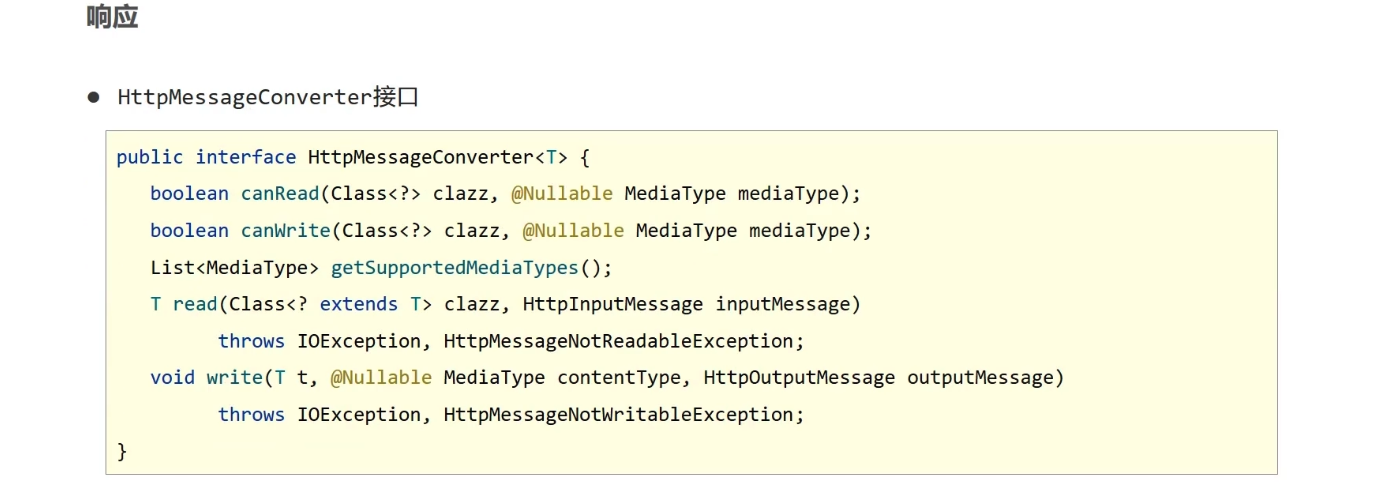 响应
● HttpMessageConverter接口
public interface HttpMessageConverter<T> {
boolean canRead(Class<?> clazz, @Nullable MediaType mediaType);
boolean canWrite(Class<?> clazz, @Nullable MediaType mediaType);
List<MediaType> getSupportedMediaTypes();
T read(Class<? extends T> clazz, HttpInputMessage inputMessage)
throws IOException, HttpMessageNotReadableException;
void write(T t, @Nullable MediaType contentType, HttpOutputMessage outputMessage)
throws IOException, HttpMessageNotWritableException;
}